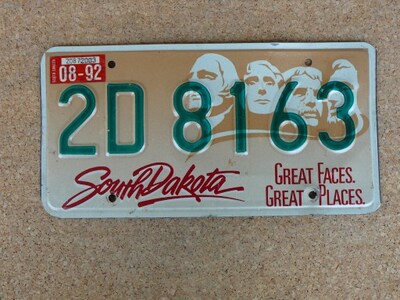 08-92
2D 8163
South Dakota
GREAT FACES.
GREAT PLACES.